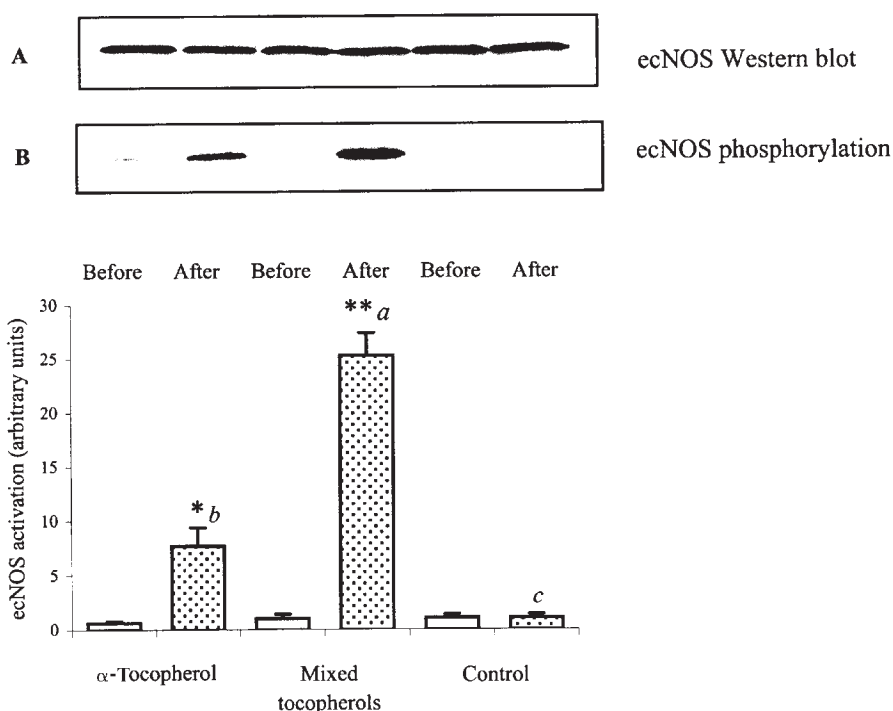 A
ecNOS Western blot
B
ecNOS phosphorylation
Before After Before After Before After
ecNOS activation (arbitrary units)
30
25
20
15
10
5
0
* b
** a
c
α-Tocopherol
Mixed
tocopherols
Control